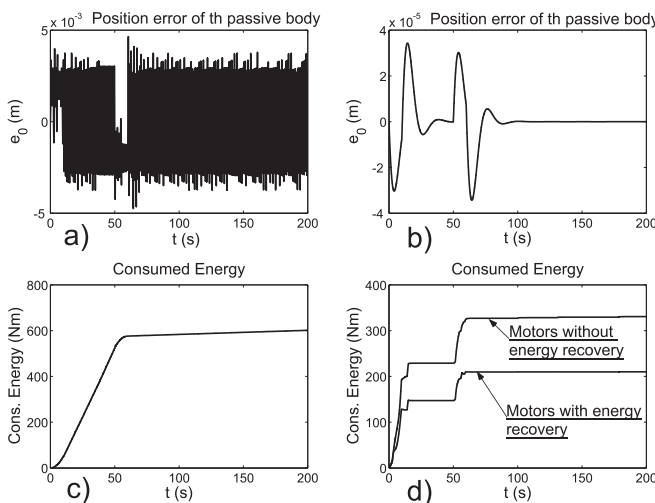 Position error of th passive body
x 10-3
5
0
-5
e0 (m)
0 50 100 150 200
a)
t (s)
Position error of th passive body
x 10-5
4
2
0
-2
-4
e0 (m)
0 50 100 150 200
b)
t (s)
Consumed Energy
800
600
400
200
0
Cons. Energy (Nm)
0 50 100 150 200
c)
t (s)
Consumed Energy
400
300
200
100
0
Cons. Energy (Nm)
Motors without
energy recovery
Motors with energy
recovery
0 50 100 150 200
d)
t (s)